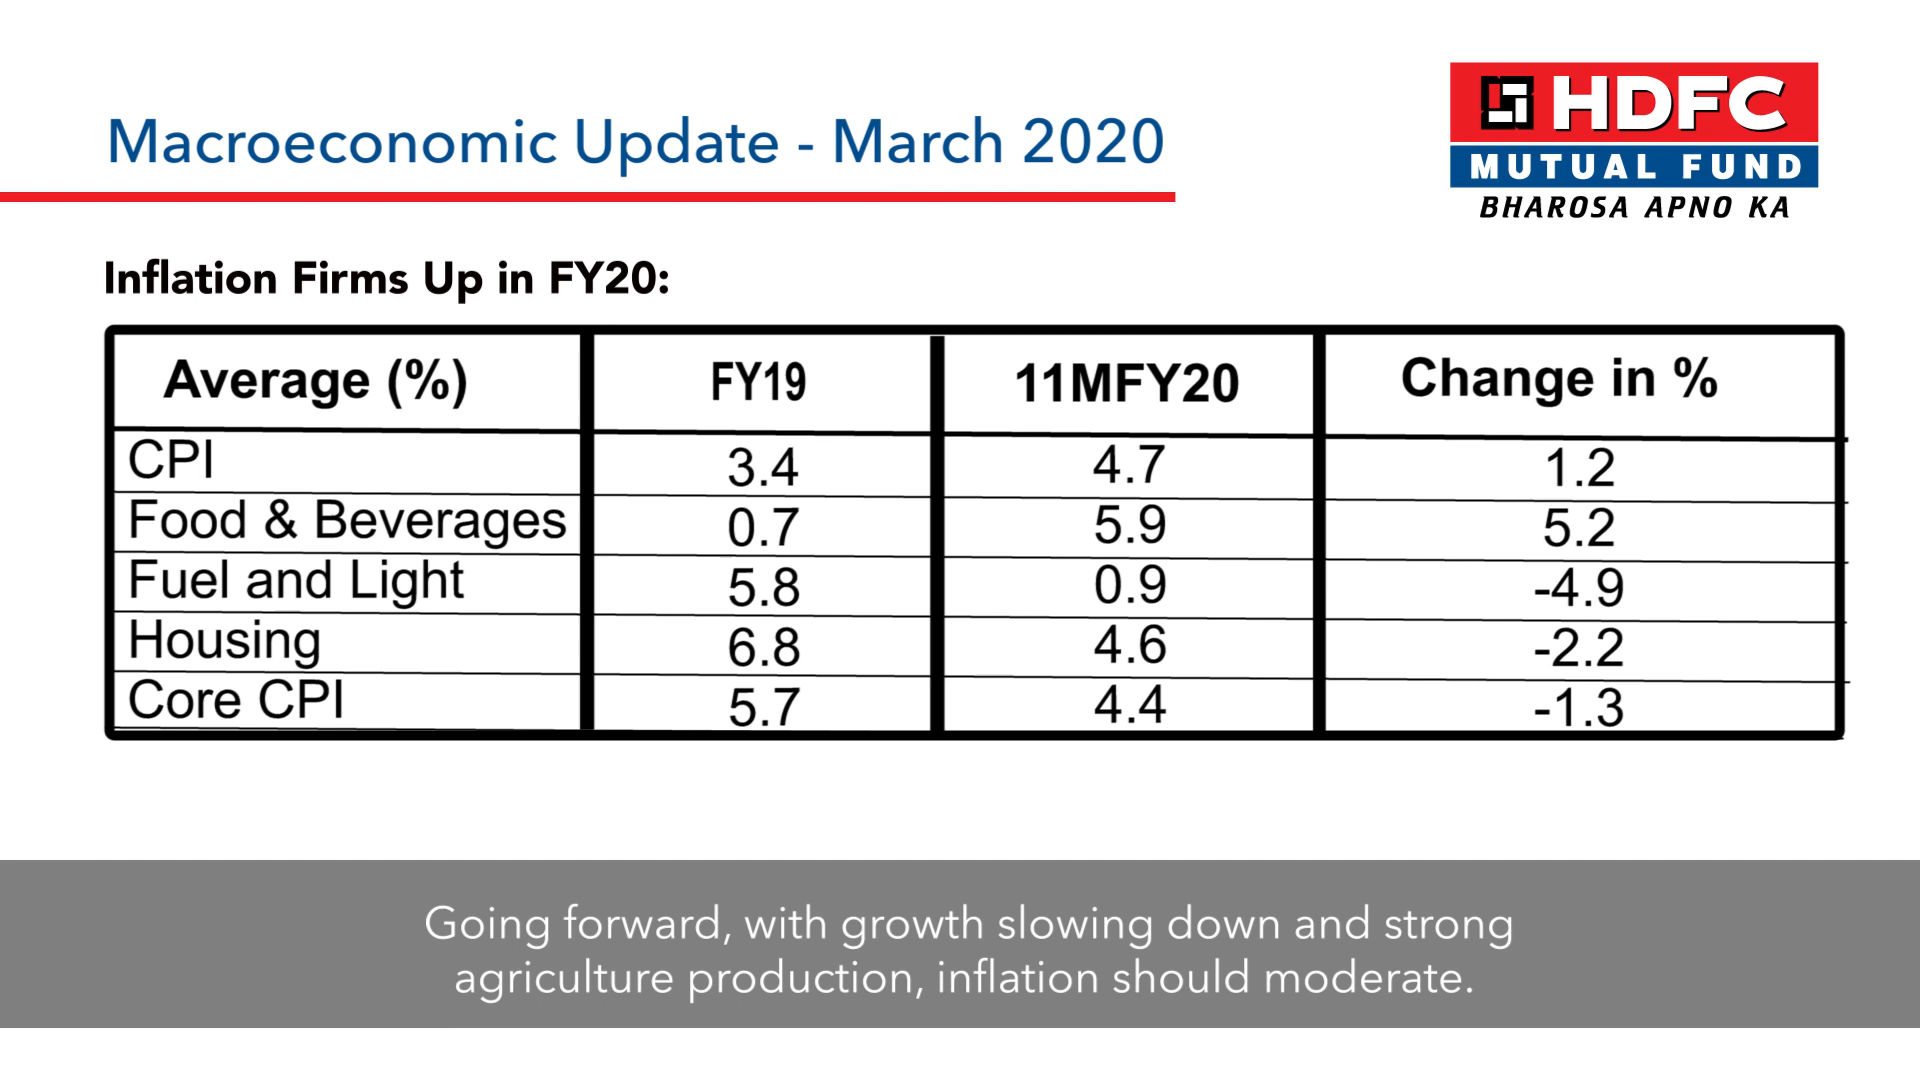 Macroeconomic Update - March 2020
HDFC
MUTUAL FUND
BHAROSA APNO KA
Inflation Firms Up in FY20:
Average (%) FY19 11MFY20 Change in %
CPI 3.4 4.7 1.2
Food & Beverages 0.7 5.9 5.2
Fuel and Light 5.8 0.9 -4.9
Housing 6.8 4.6 -2.2
Core CPI 5.7 4.4 -1.3
Going forward, with growth slowing down and strong
agriculture production, inflation should moderate.